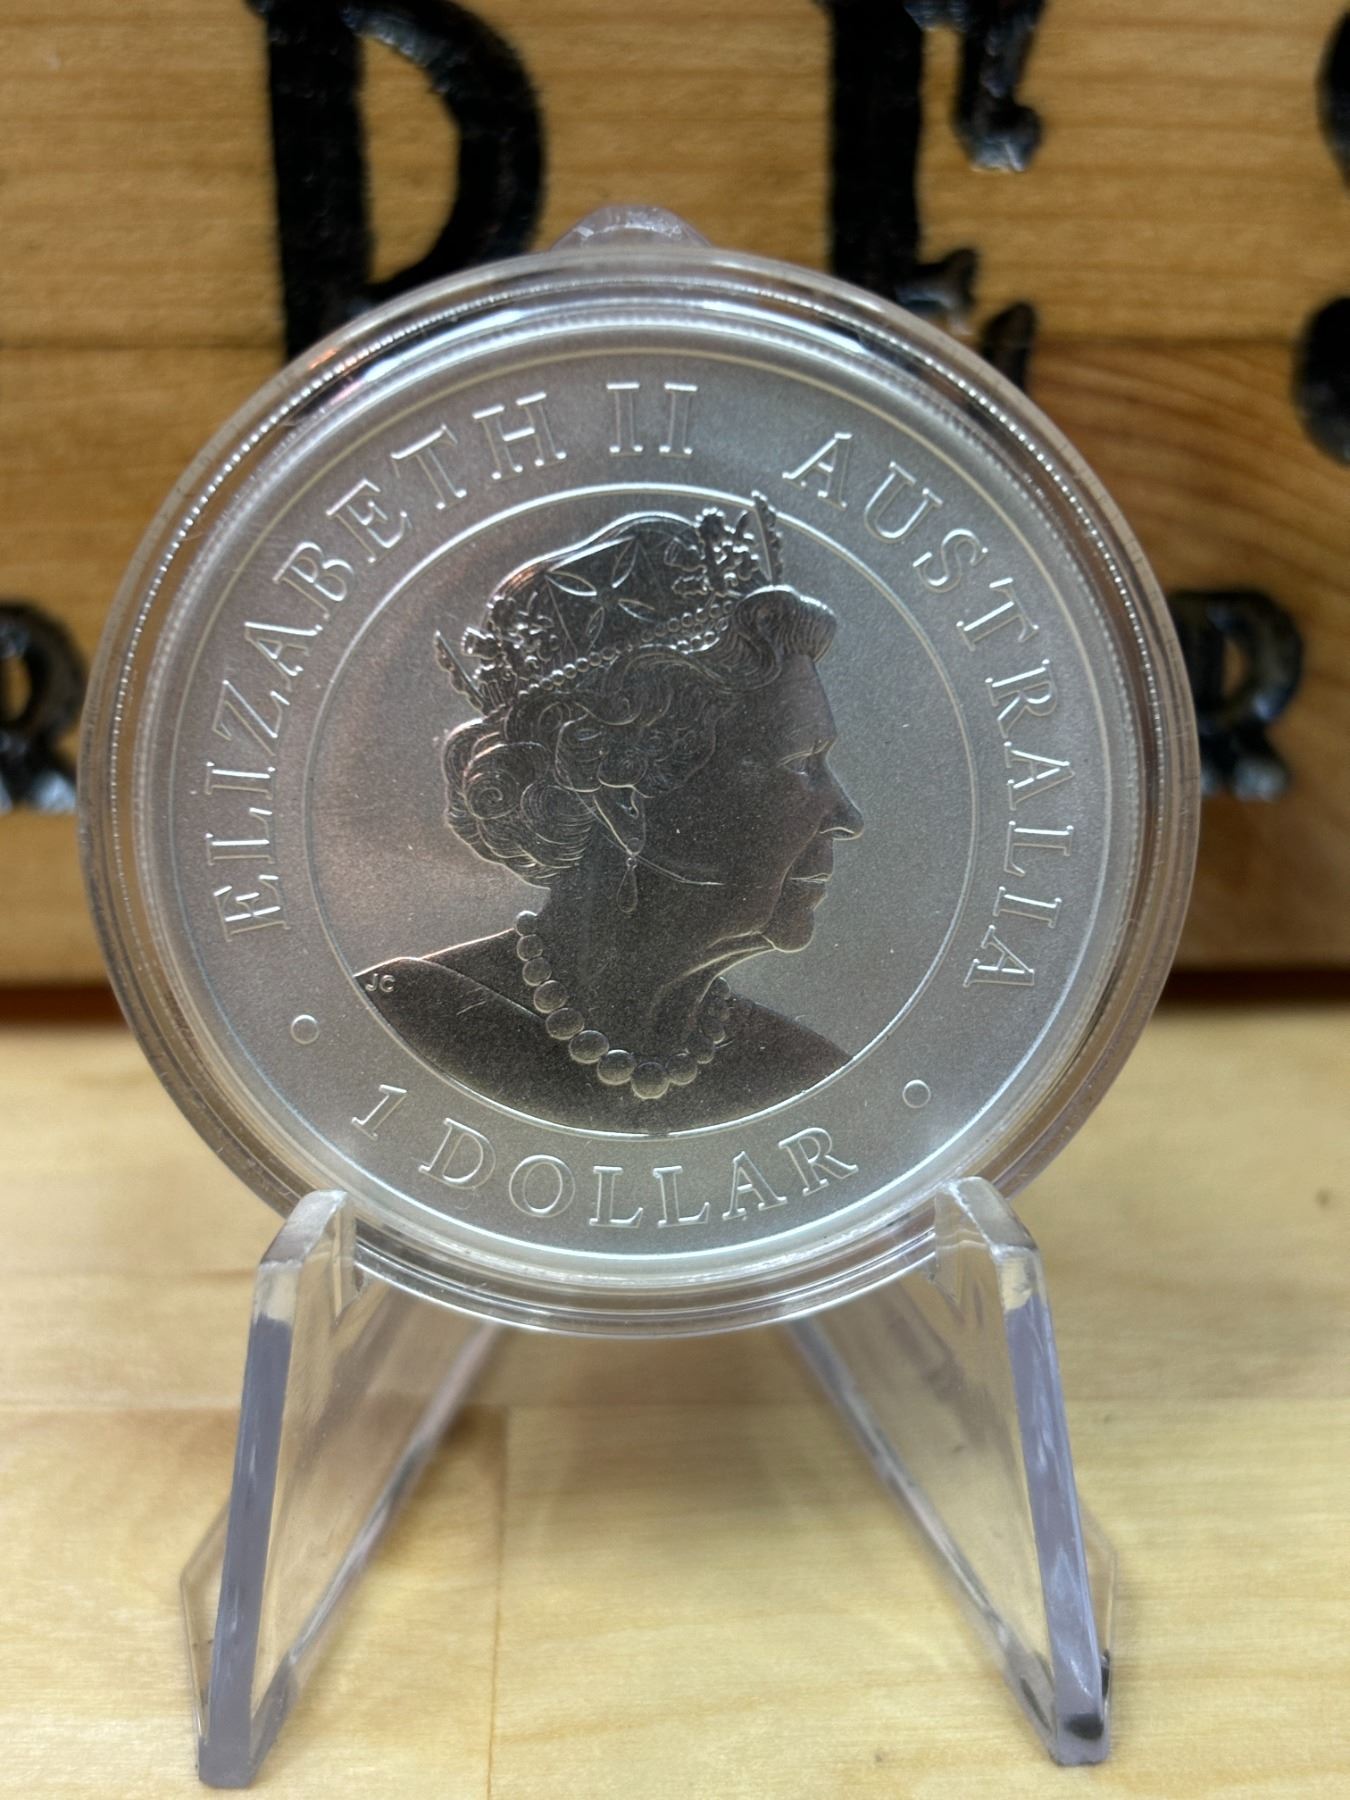 ELIZABETH II AUSTRALIA
JC
1 DOLLAR